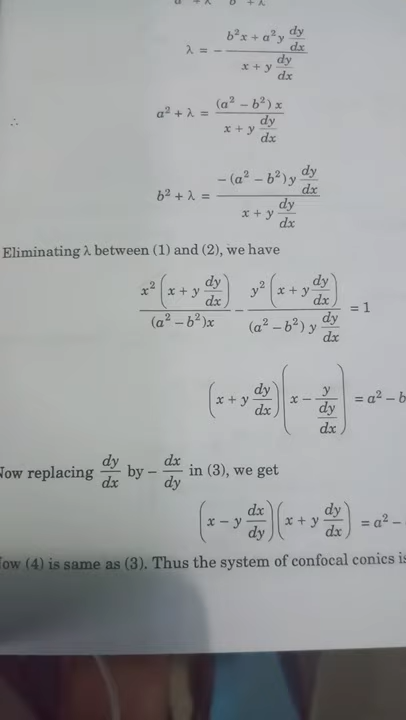 λ = - (b²x + a²y dy/dx) / (x + y dy/dx)
∴ a² + λ = (a² - b²) x / (x + y dy/dx)
b² + λ = - (a² - b²) y dy/dx / (x + y dy/dx)
Eliminating λ between (1) and (2), we have
x² (x + y dy/dx) / (a² - b²)x - y² (x + y dy/dx) / (a² - b²) y dy/dx = 1
(x + y dy/dx) (x - y / (dy/dx)) = a² - b
Now replacing dy/dx by - dx/dy in (3), we get
(x - y dx/dy) (x + y dy/dx) = a² -
Now (4) is same as (3). Thus the system of confocal conics is